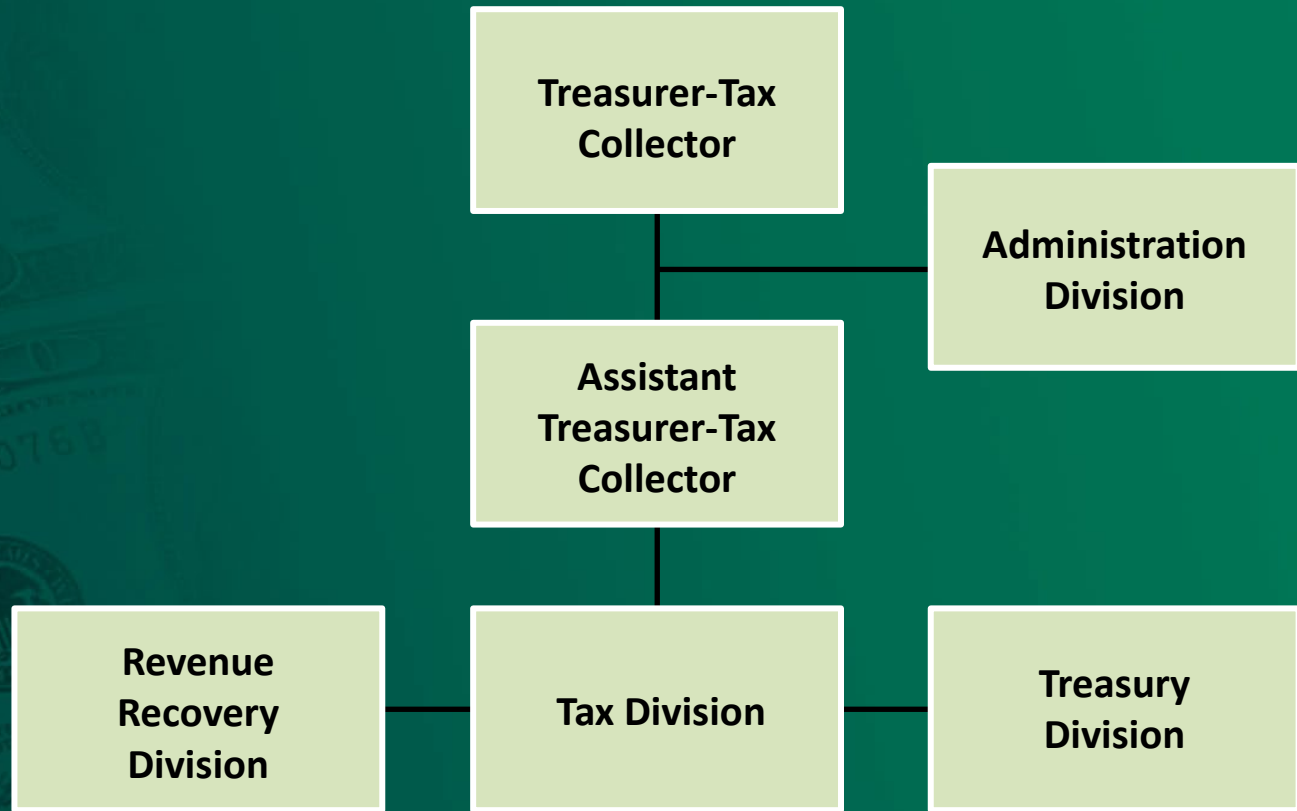 Treasurer-Tax
Collector
Administration
Division
Assistant
Treasurer-Tax
Collector
Revenue
Recovery
Division
Tax Division
Treasury
Division